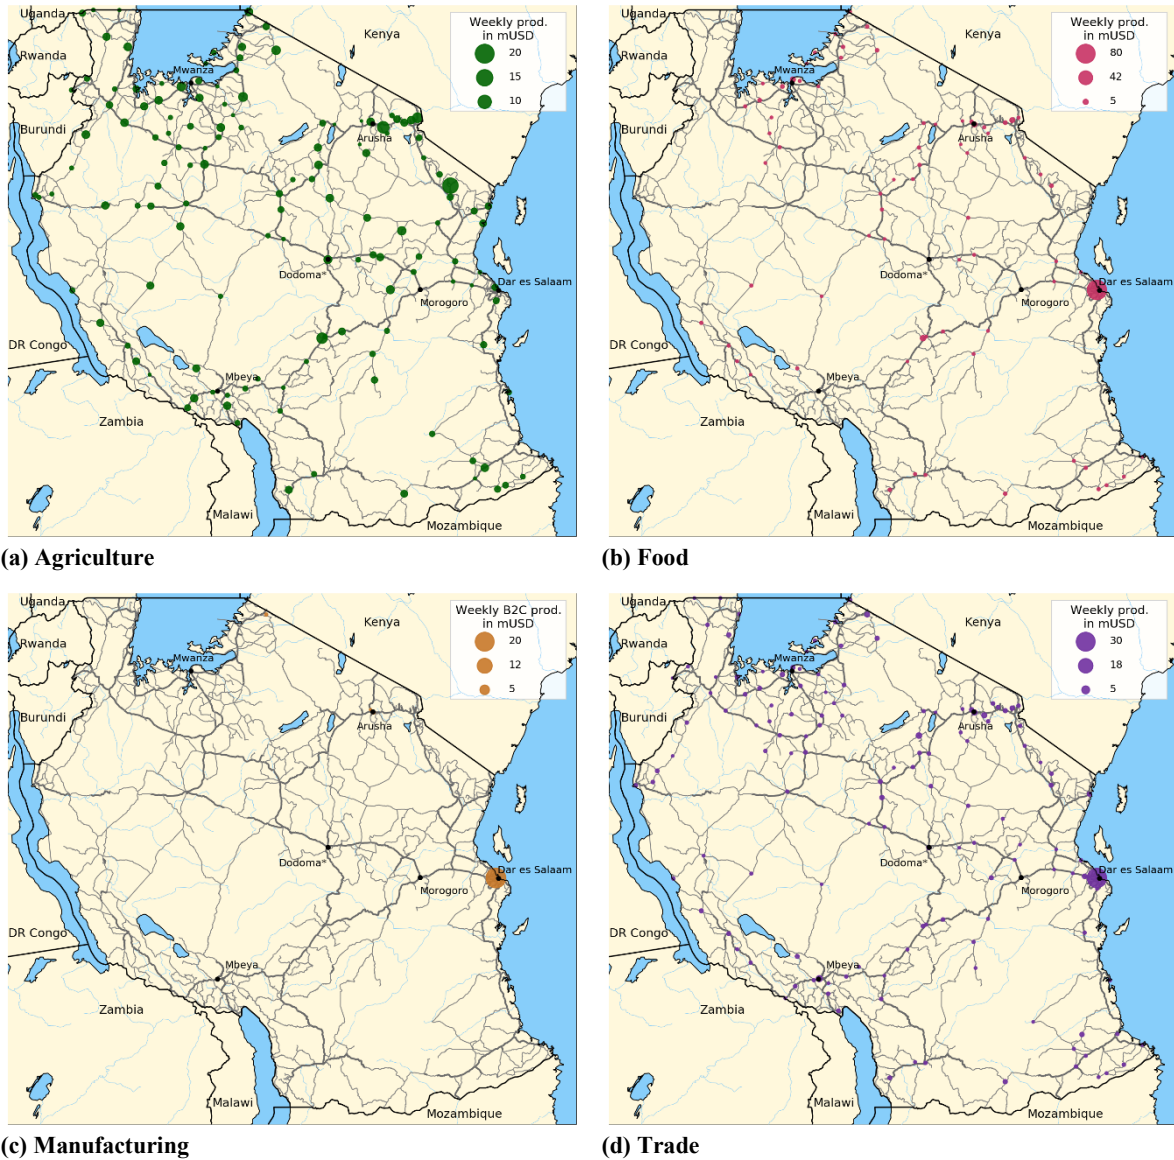 Uganda
Kenya
Rwanda
Mwanza
Burundi
Arusha
Dodoma*
Dar es Salaam
Morogoro
DR Congo
Mbeya
Zambia
Malawi
Mozambique
Weekly prod.
in mUSD
20
15
10
(a) Agriculture
Uganda
Kenya
Rwanda
Mwanza
Burundi
Arusha
Dodoma*
Dar es Salaam
Morogoro
DR Congo
Mbeya
Zambia
Malawi
Mozambique
Weekly prod.
in mUSD
80
42
5
(b) Food
Uganda
Kenya
Rwanda
Mwanza
Burundi
Arusha
Dodoma*
Dar es Salaam
Morogoro
DR Congo
Mbeya
Zambia
Malawi
Mozambique
Weekly B2C prod.
in mUSD
20
12
5
(c) Manufacturing
Uganda
Kenya
Rwanda
Mwanza
Burundi
Arusha
Dodoma*
Dar es Salaam
Morogoro
DR Congo
Mbeya
Zambia
Malawi
Mozambique
Weekly prod.
in mUSD
30
18
5
(d) Trade